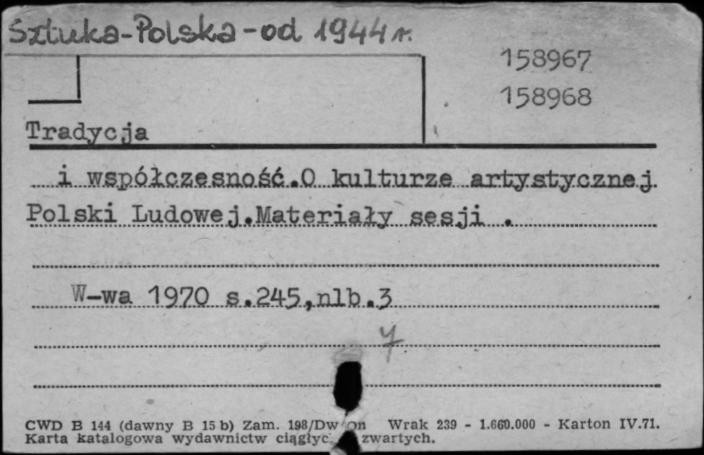 Sztuka-Polska-od 1944 r.
158967
158968
Tradycja
i współczesność.O kulturze artystycznej
Polski Ludowej.Materiały sesji .
W-wa 1970 s.245,nlb.3
4
CWD B 144 (dawny B 15 b) Zam. 198/Dw Wrak 239 - 1.660.000 - Karton IV.71.
Karta katalogowa wydawnictw zwartych.